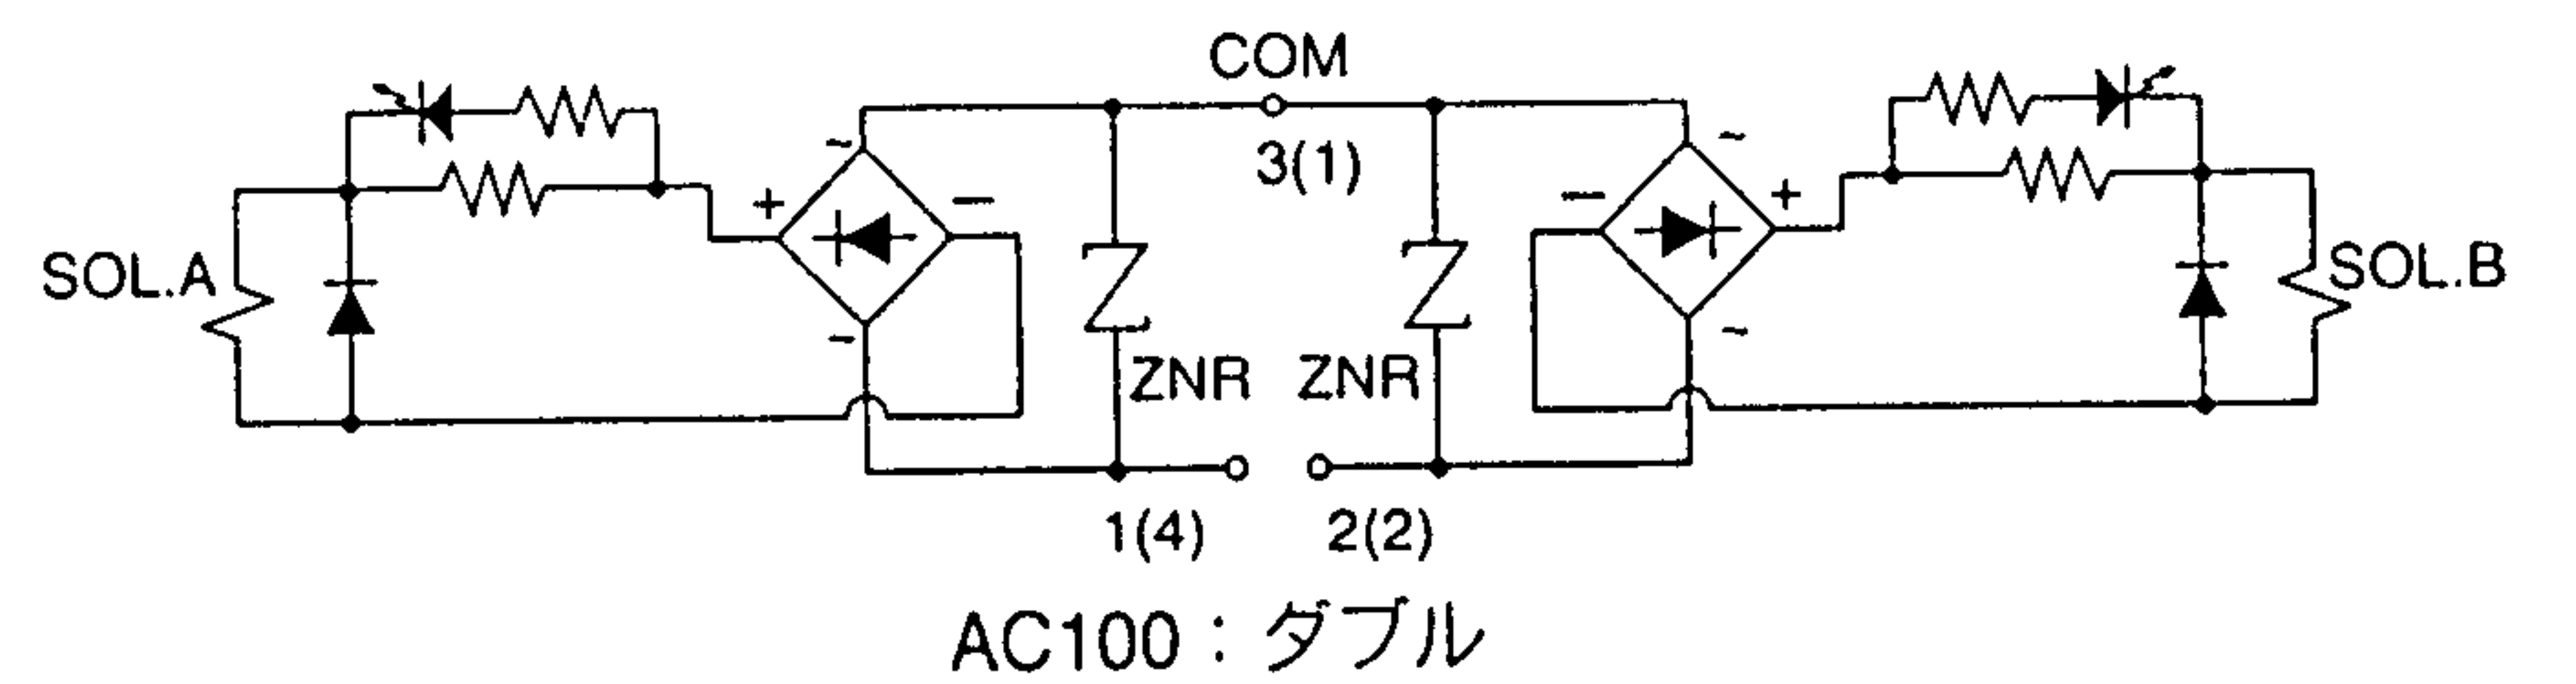 COM
3(1)
~
~
+
−
−
+
SOL.A
SOL.B
~
~
ZNR
ZNR
1(4)
2(2)
AC100：ダブル